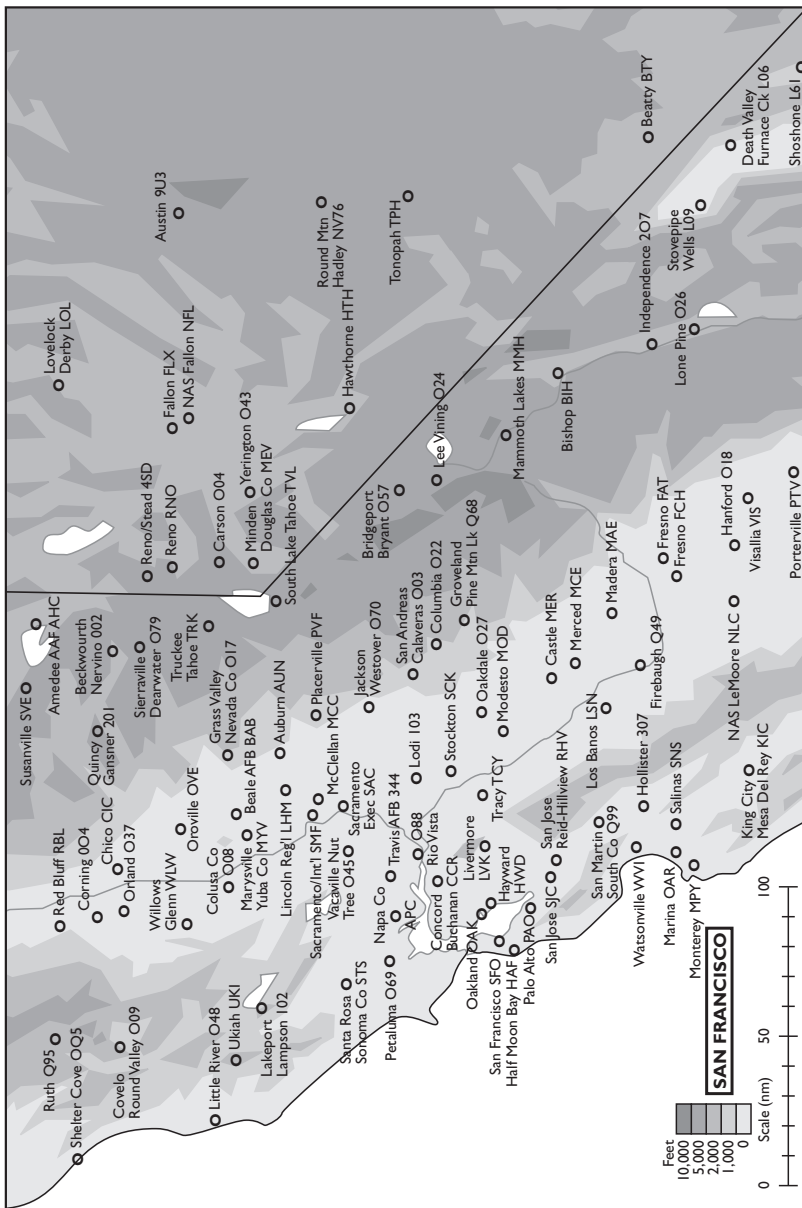 Ruth Q95
Shelter Cove OQ5
Covelo
Round Valley O09
Little River O48
Ukiah UKI
Lakeport
Lampson 102
Santa Rosa
Sonoma Co STS
Petaluma O69
Red Bluff RBL
Corning 0O4
Chico CIC
Orland O37
Willows
Glenn WLW
Oroville OVE
Colusa Co
O08
Marysville
Yuba Co MYV
Beale AFB BAB
Lincoln Reg'l LHM
Sacramento/Int'l SMF
McClellan MCC
Sacramento
Exec SAC
Vacaville Nut
Tree O45
Travis AFB 344
Napa Co
APC
O88
Rio Vista
Concord
Buchanan CCR
Livermore
LVK
Oakland OAK
Hayward
HWD
San Francisco SFO
Half Moon Bay HAF
Palo Alto PAO
San Jose SJC
San Jose
Reid-Hillview RHV
San Martin
South Co Q99
Watsonville WVI
Hollister 307
Marina OAR
Salinas SNS
Monterey MPY
King City
Mesa Del Rey KIC
Susanville SVE
Amedee AAF AHC
Quincy
Gansner 201
Beckwourth
Nervino 002
Sierraville
Dearwater O79
Truckee
Tahoe TRK
Grass Valley
Nevada Co O17
Auburn AUN
Placerville PVF
Jackson
Westover O70
Lodi 103
San Andreas
Calaveras O03
Columbia O22
Stockton SCK
Groveland
Pine Mtn Lk Q68
Oakdale O27
Modesto MOD
Tracy TCY
Castle MER
Merced MCE
Los Banos LSN
Madera MAE
Firebaugh Q49
Fresno FAT
Fresno FCH
NAS LeMoore NLC
Hanford O18
Visallia VIS
Porterville PTV
Lovelock
Derby LOL
Reno/Stead 4SD
Reno RNO
Fallon FLX
NAS Fallon NFL
Austin 9U3
Carson O04
Yerington O43
Minden
Douglas Co MEV
South Lake Tahoe TVL
Round Mtn
Hadley NV76
Hawthorne HTH
Bridgeport
Bryant O57
Tonopah TPH
Lee Vining O24
Mammoth Lakes MMH
Bishop BIH
Independence 2O7
Lone Pine O26
Stovepipe
Wells L09
Beatty BTY
Death Valley
Furnace Ck L06
Shoshone L61
SAN FRANCISCO
Feet
10,000
5,000
2,000
1,000
0
Scale (nm)
0
50
100